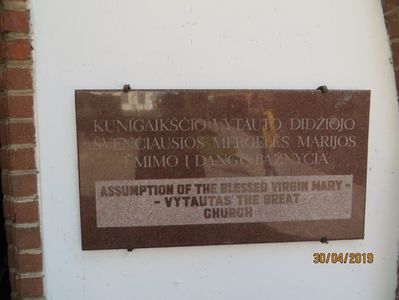 KUNIGAIKŠČIO VYTAUTO DIDŽIOJO
ŠVENČIAUSIOS MERGELĖS MARIJOS
ĖMIMO Į DANGŲ BAŽNYČIA
ASSUMPTION OF THE BLESSED VIRGIN MARY -
- VYTAUTAS THE GREAT
CHURCH
30/04/2019